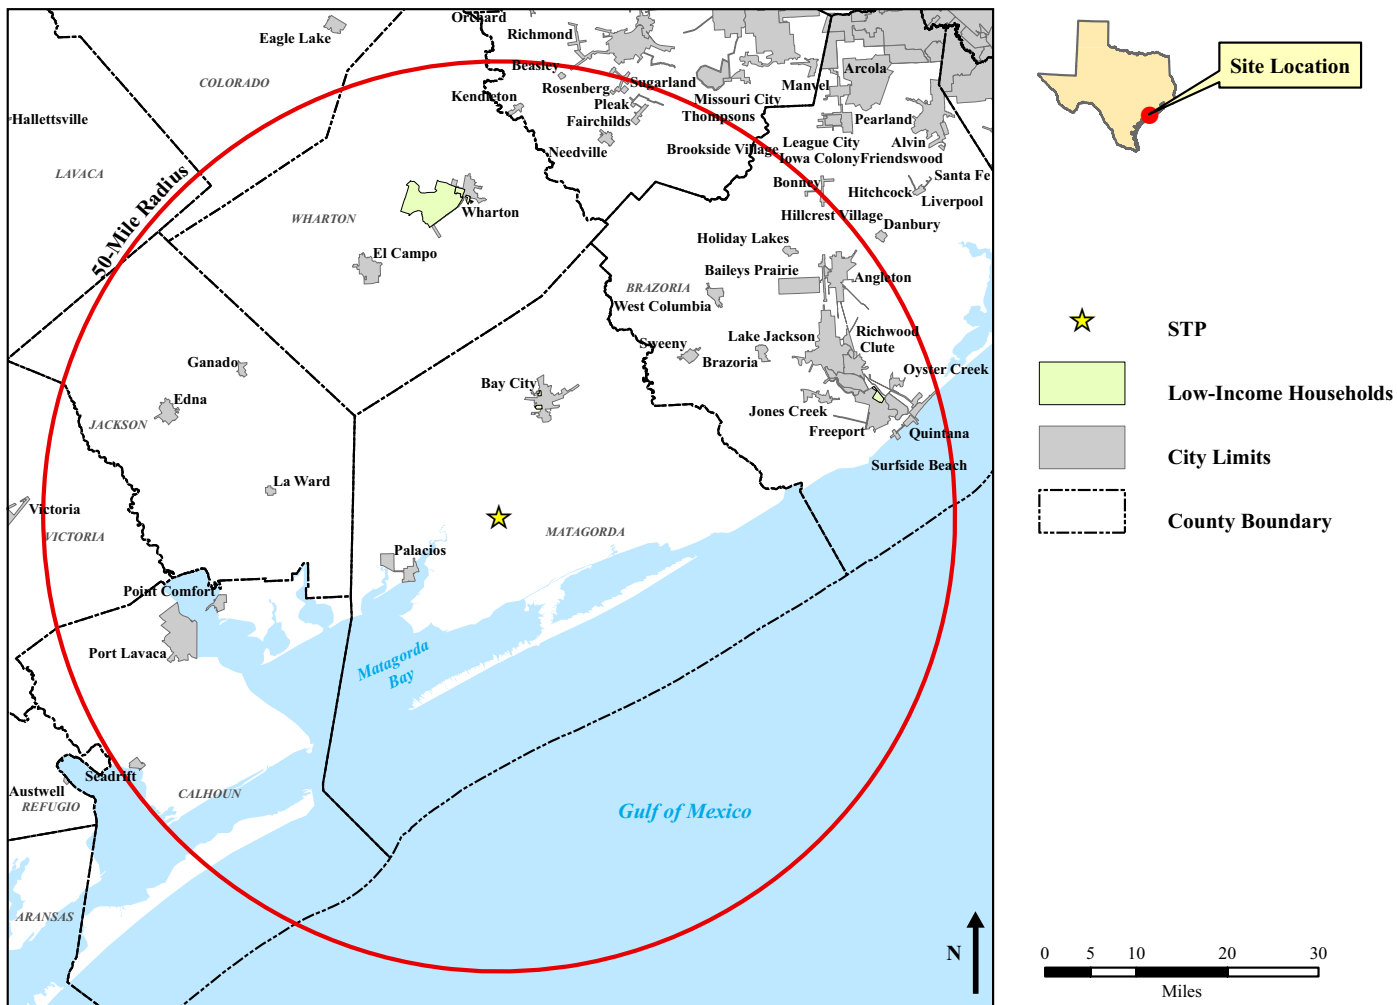 Orchard
Richmond
Eagle Lake
Beasley
Sugarland
Rosenberg
Arcola
Manvel
COLORADO
Kendleton
Pleak
Missouri City
Fairchilds
Thompsons
Pearland
Hallettsville
Needville
Brookside Village
League City
Alvin
Iowa Colony
Friendswood
LAVACA
Bonney
Hitchcock
Santa Fe
Liverpool
50-Mile Radius
WHARTON
Wharton
Hillcrest Village
Danbury
El Campo
Holiday Lakes
Baileys Prairie
Angleton
BRAZORIA
West Columbia
Lake Jackson
Richwood
Clute
Sweeny
Brazoria
Ganado
Oyster Creek
Bay City
Edna
Jones Creek
JACKSON
Freeport
Quintana
Surfside Beach
La Ward
Victoria
VICTORIA
MATAGORDA
Palacios
Point Comfort
Port Lavaca
Matagorda
Bay
Seadrift
Austwell
REFUGIO
CALHOUN
Gulf of Mexico
ARANSAS
N
Site Location
STP
Low-Income Households
City Limits
County Boundary
0 5 10 20 30
Miles